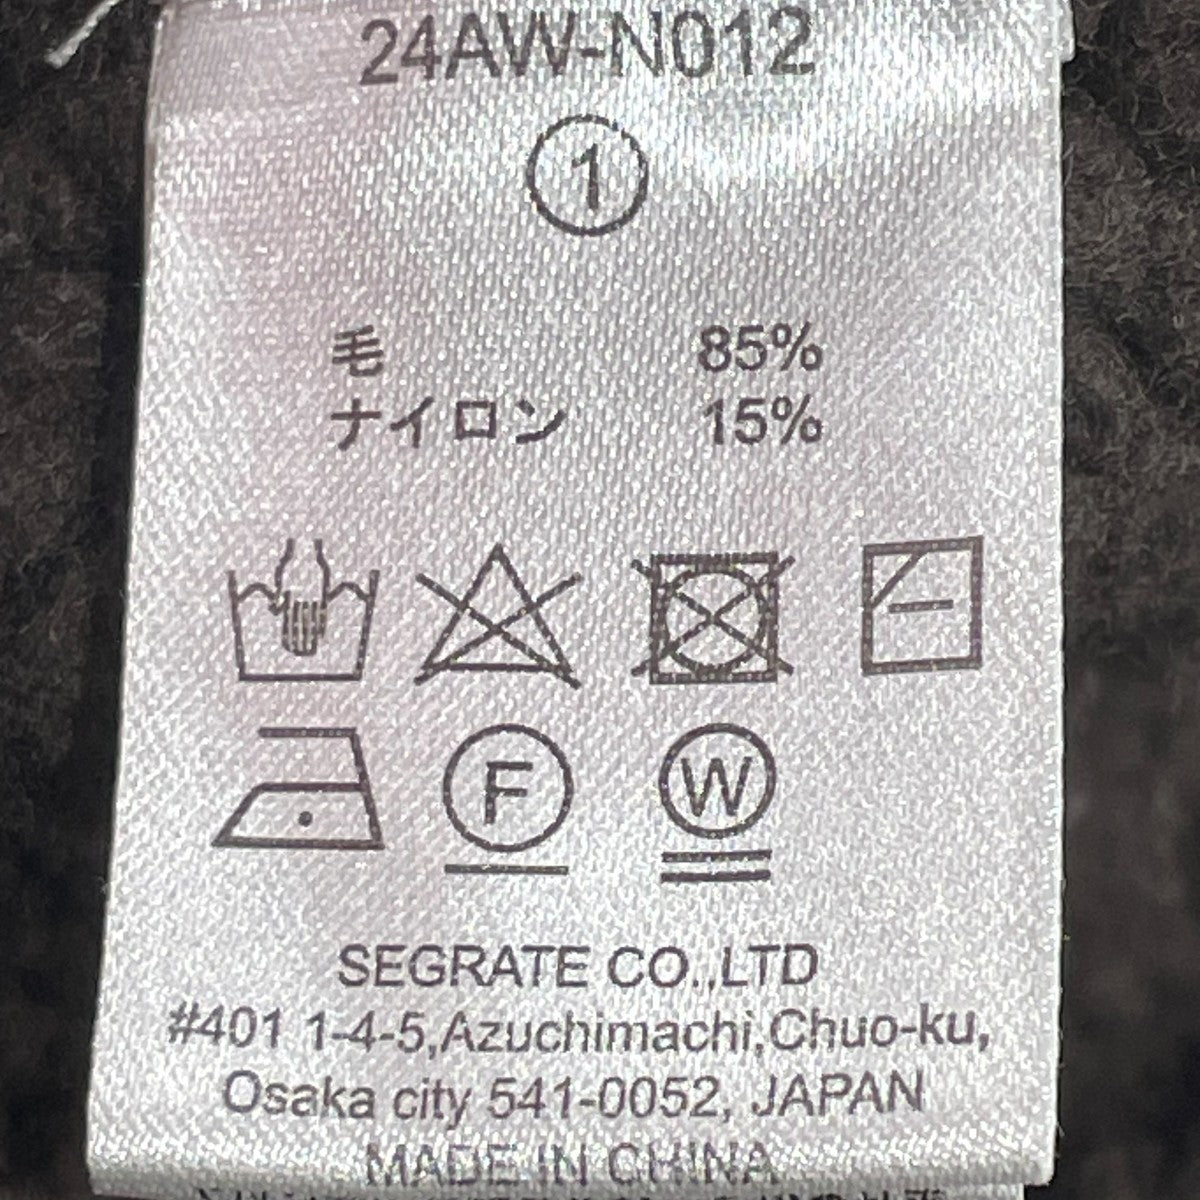 24AW-N012
①
毛 85%
ナイロン 15%
F W
SEGRATE CO.,LTD
#401 1-4-5,Azuchimachi,Chuo-ku,
Osaka city 541-0052, JAPAN
MADE IN CHINA